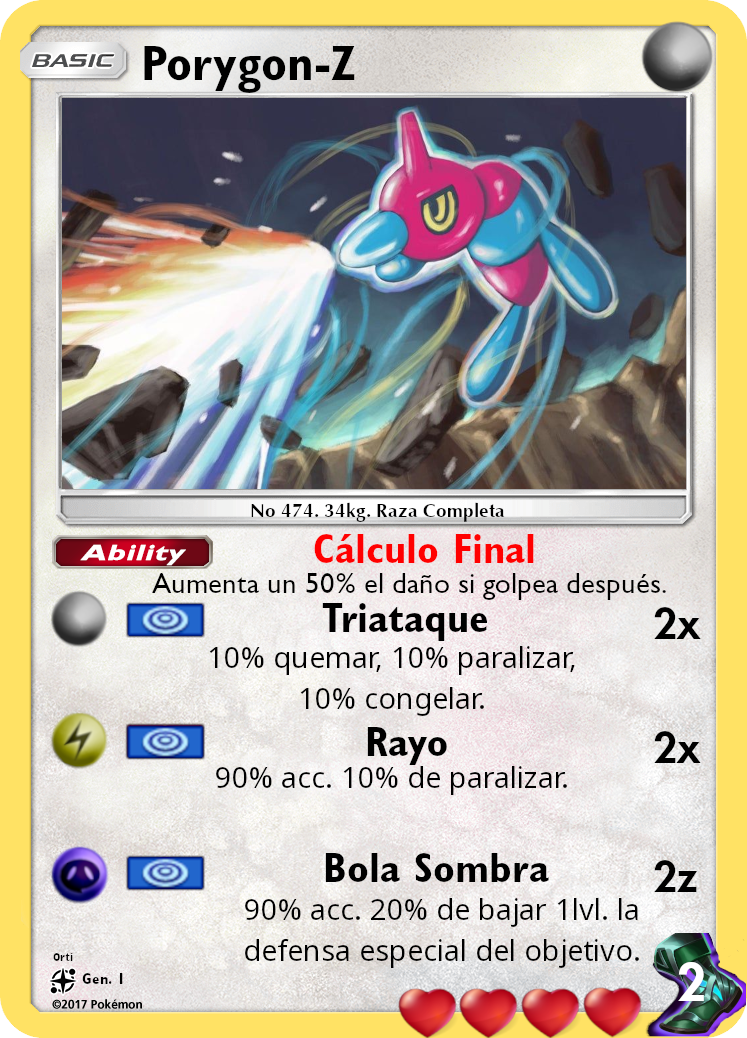 BASIC Porygon-Z
No 474. 34kg. Raza Completa
Ability Cálculo Final
Aumenta un 50% el daño si golpea después.
Triataque 2x
10% quemar, 10% paralizar,
10% congelar.
Rayo 2x
90% acc. 10% de paralizar.
Bola Sombra 2z
90% acc. 20% de bajar 1lvl. la
defensa especial del objetivo.
Orti
Gen. I
©2017 Pokémon
2